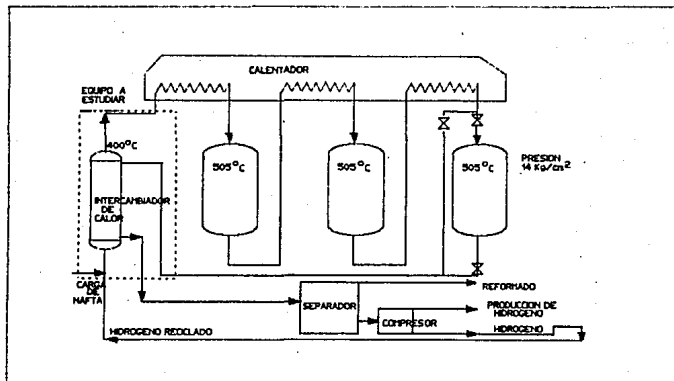 CALENTADOR
EQUIPO A
ESTUDIAR
400°C
505°C
505°C
505°C
PRESION
14 Kg/cm2
INTERCAMBIADOR
DE
CALOR
CARGA
DE
NAFTA
REFORMADO
SEPARADOR
PRODUCCION DE
HIDROGENO
COMPRESOR
HIDROGENO
HIDROGENO RECICLADO